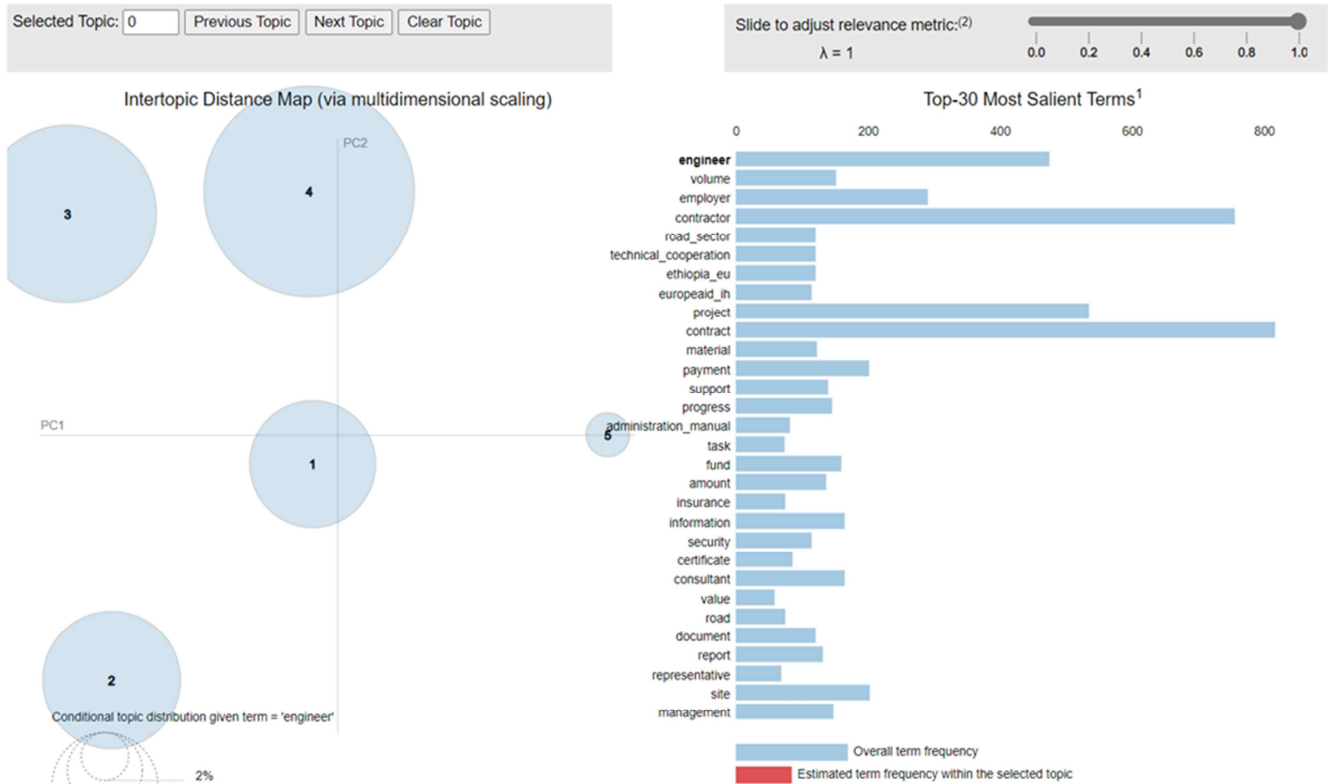 Selected Topic: 0 Previous Topic Next Topic Clear Topic
Slide to adjust relevance metric:(2)
λ = 1
0.0 0.2 0.4 0.6 0.8 1.0
Intertopic Distance Map (via multidimensional scaling)
PC2
PC1
3
4
1
5
2
Conditional topic distribution given term = 'engineer'
2%
Top-30 Most Salient Terms1
0 200 400 600 800
engineer
volume
employer
contractor
road_sector
technical_cooperation
ethiopia_eu
europeaid_ih
project
contract
material
payment
support
progress
administration_manual
task
fund
amount
insurance
information
security
certificate
consultant
value
road
document
report
representative
site
management
Overall term frequency
Estimated term frequency within the selected topic